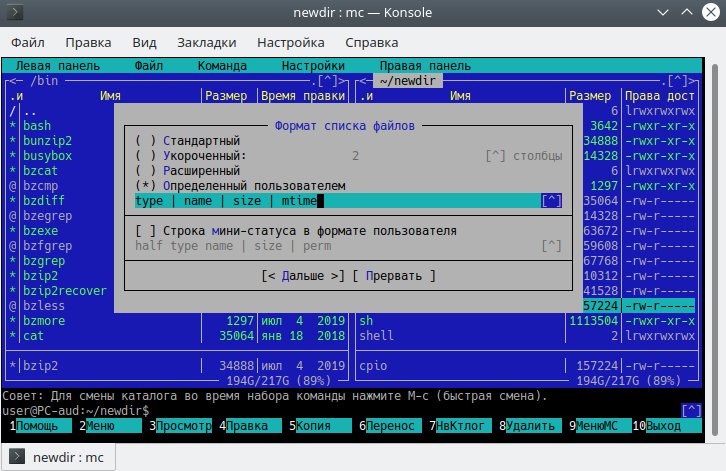 newdir : mc — Konsole
Файл Правка Вид Закладки Настройка Справка
Левая панель Файл Команда Настройки Правая панель
<— /bin .[^]> <— ~/newdir .[^]>
.и Имя Размер Время правки .и Имя Размер Права дост
/ .. 6 lrwxrwxrwx
Формат списка файлов
* bash ( ) Стандартный 3642 -rwxr-xr-x
* bunzip2 ( ) Укороченный: 2 [^] столбцы 34888 -rwxr-xr-x
* busybox ( ) Расширенный 14328 -rwxr-xr-x
* bzcat 6 lrwxrwxrwx
@ bzcmp (*) Определенный пользователем 1297 -rwxr-xr-x
* bzdiff type | name | size | mtime [^] 35064 -rw-r-----
@ bzegrep 14328 -rw-r-----
* bzexe [ ] Строка мини-статуса в формате пользователя 63672 -rw-r-----
@ bzfgrep half type name | size | perm [^] 59608 -rw-r-----
* bzgrep 67768 -rw-r-----
* bzip2 [< Дальше >] [ Прервать ] 10312 -rw-r-----
* bzip2recover 41528 -rw-r-----
@ bzless 57224 -rw-r-----
* bzmore 1297 июл 4 2019 sh 1113504 -rwxr-xr-x
* cat 35064 янв 18 2018 shell 2 lrwxrwxrwx
* bzip2 34888 июл 4 2019 cpio 157224 -rw-r-----
194G/217G (89%) 194G/217G (89%)
Совет: Для смены каталога во время набора команды нажмите M-c (быстрая смена).
user@PC-aud:~/newdir$ [^]
1Помощь 2Меню 3Просмотр 4Правка 5Копия 6Перенос 7НвКтлог 8Удалить 9МенюMC 10Выход
newdir : mc